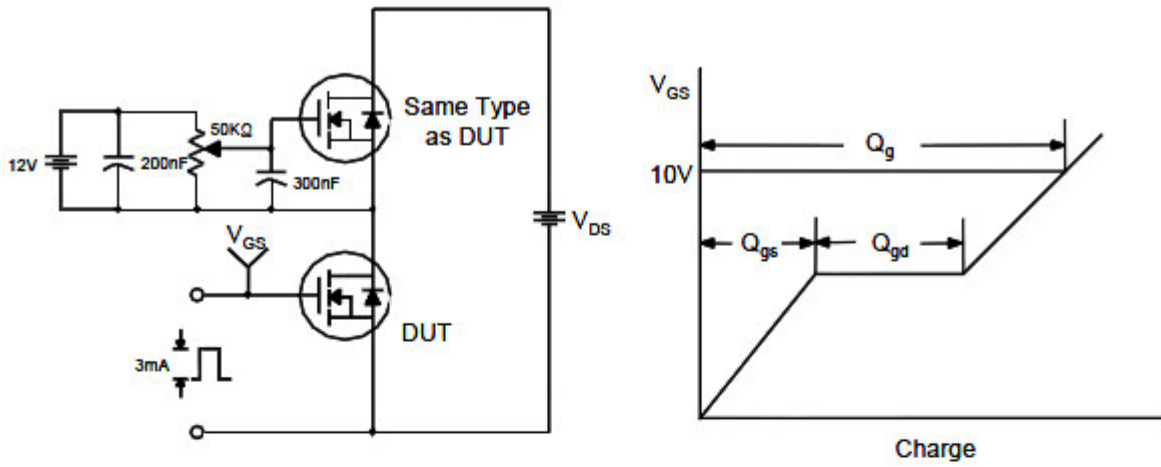 Same Type
as DUT
50KΩ
12V
200nF
300nF
VGS
VDS
DUT
3mA
VGS
Qg
10V
Qgs
Qgd
Charge